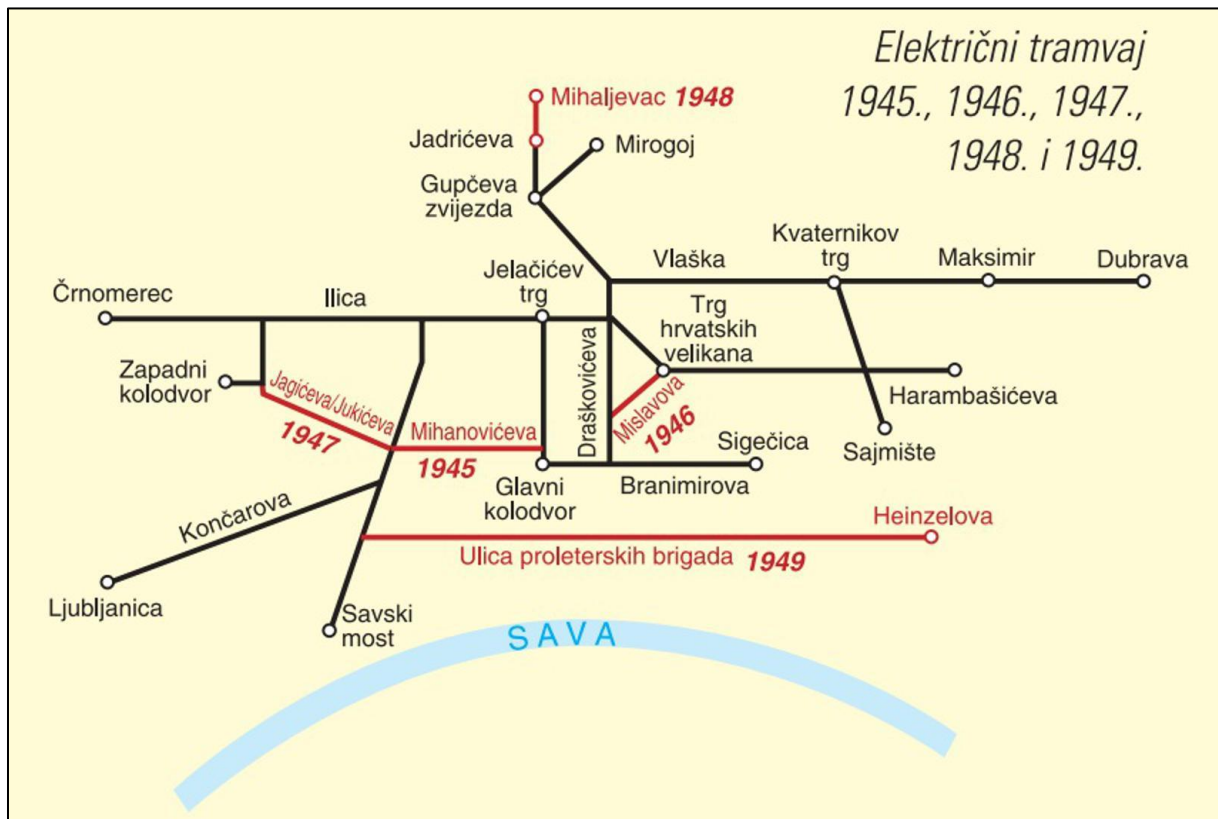 Električni tramvaj
1945., 1946., 1947.,
1948. i 1949.
Mihaljevac 1948
Jadrićeva
Mirogoj
Gupčeva
zvijezda
Kvaternikov
trg
Vlaška
Maksimir
Dubrava
Jelačićev
trg
Črnomerec
Ilica
Trg
hrvatskih
velikana
Zapadni
kolodvor
Jagićeva/Jukićeva
1947
Mihanovićeva
1945
Draškovićeva
Mislavova
1946
Harambašićeva
Sajmište
Sigečica
Glavni
kolodvor
Branimirova
Končarova
Heinzelova
Ulica proleterskih brigada 1949
Ljubljanica
Savski
most
SAVA